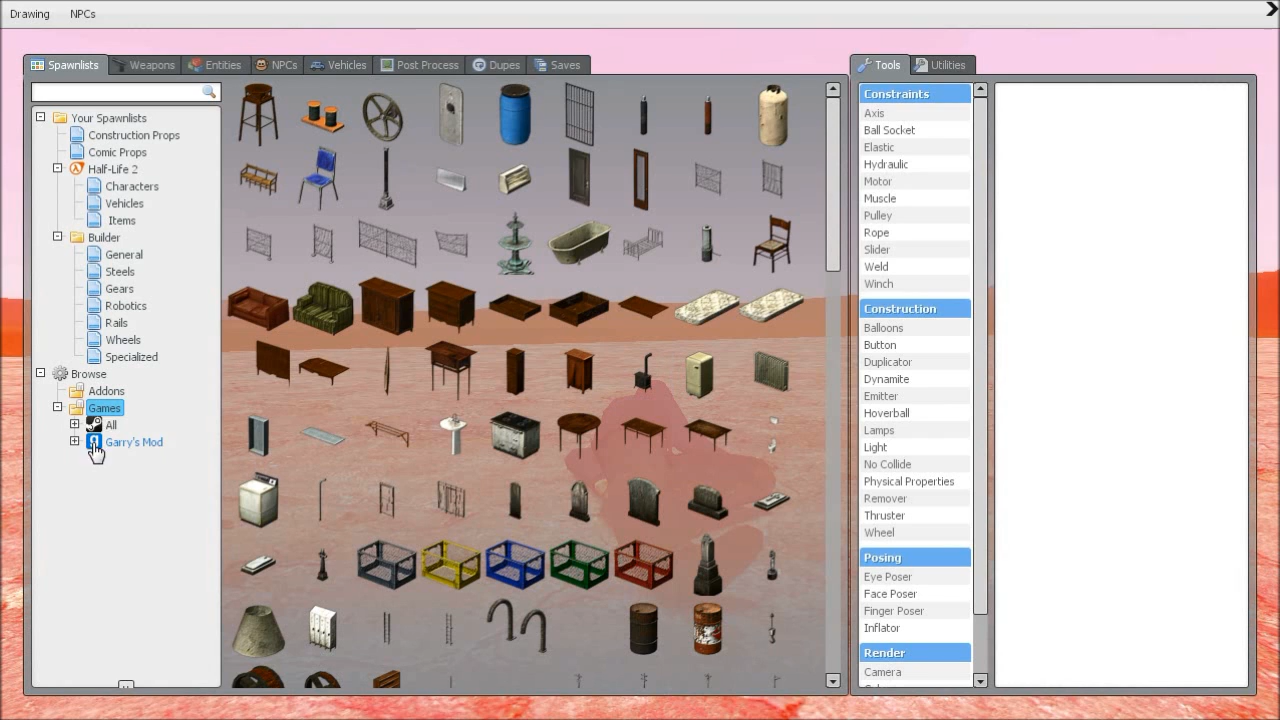 Drawing NPCs
Spawnlists Weapons Entities NPCs Vehicles Post Process Dupes Saves
Your Spawnlists
Construction Props
Comic Props
Half-Life 2
Characters
Vehicles
Items
Builder
General
Steels
Gears
Robotics
Rails
Wheels
Specialized
Browse
Addons
Games
All
Garry's Mod
Tools Utilities
Constraints
Axis
Ball Socket
Elastic
Hydraulic
Motor
Muscle
Pulley
Rope
Slider
Weld
Winch
Construction
Balloons
Button
Duplicator
Dynamite
Emitter
Hoverball
Lamps
Light
No Collide
Physical Properties
Remover
Thruster
Wheel
Posing
Eye Poser
Face Poser
Finger Poser
Inflator
Render
Camera